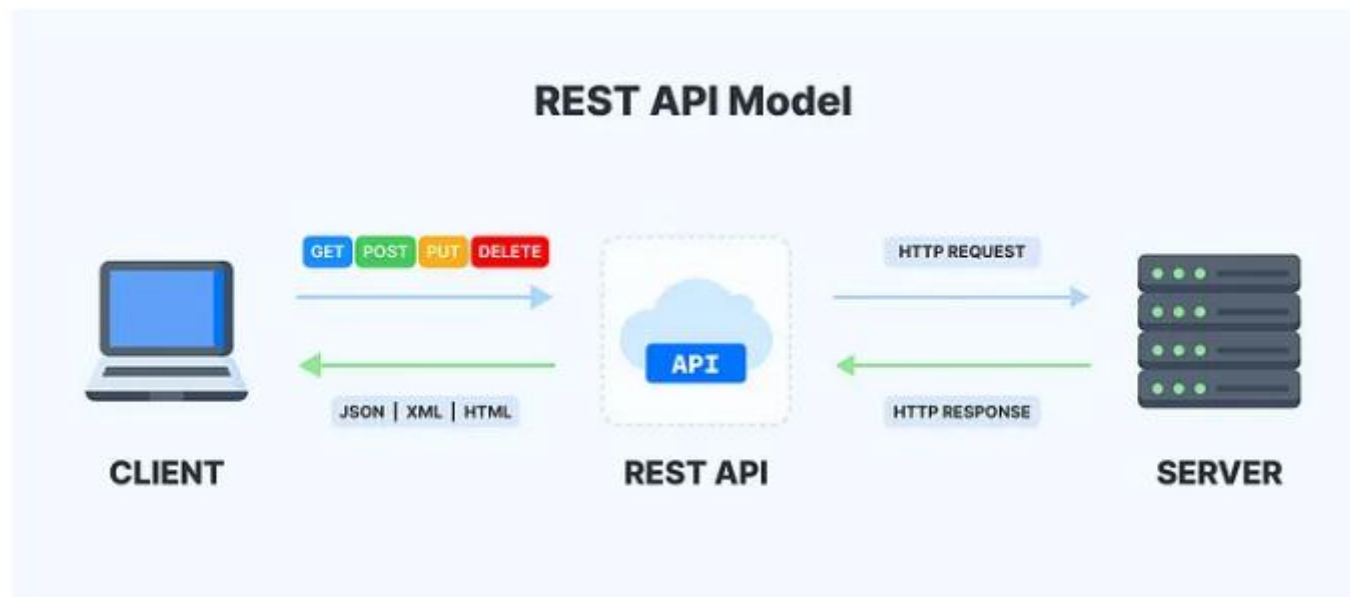 REST API Model
GET POST PUT DELETE
HTTP REQUEST
API
JSON | XML | HTML
HTTP RESPONSE
CLIENT
REST API
SERVER